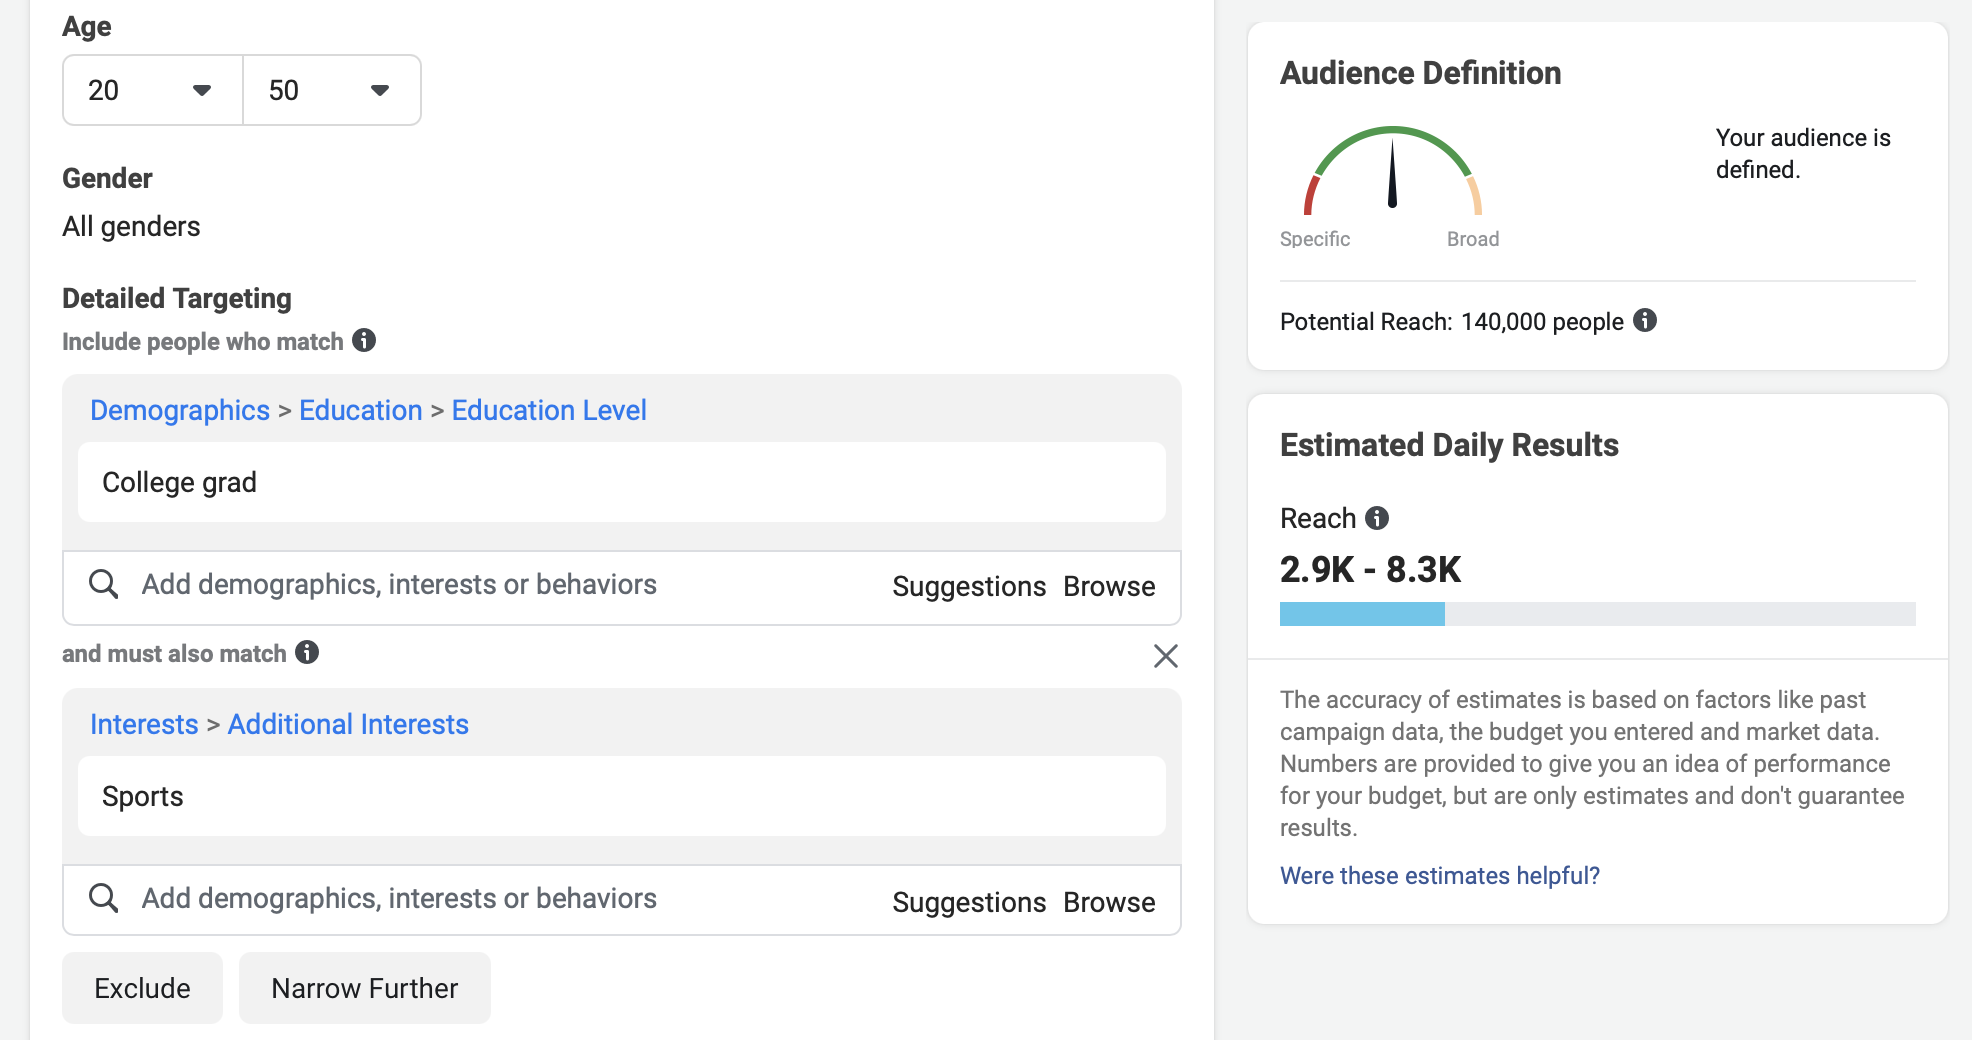 Age
20
50
Gender
All genders
Detailed Targeting
Include people who match
Demographics > Education > Education Level
College grad
Add demographics, interests or behaviors
Suggestions Browse
and must also match
Interests > Additional Interests
Sports
Add demographics, interests or behaviors
Suggestions Browse
Exclude
Narrow Further
Audience Definition
Specific
Broad
Your audience is
defined.
Potential Reach: 140,000 people
Estimated Daily Results
Reach
2.9K - 8.3K
The accuracy of estimates is based on factors like past
campaign data, the budget you entered and market data.
Numbers are provided to give you an idea of performance
for your budget, but are only estimates and don't guarantee
results.
Were these estimates helpful?